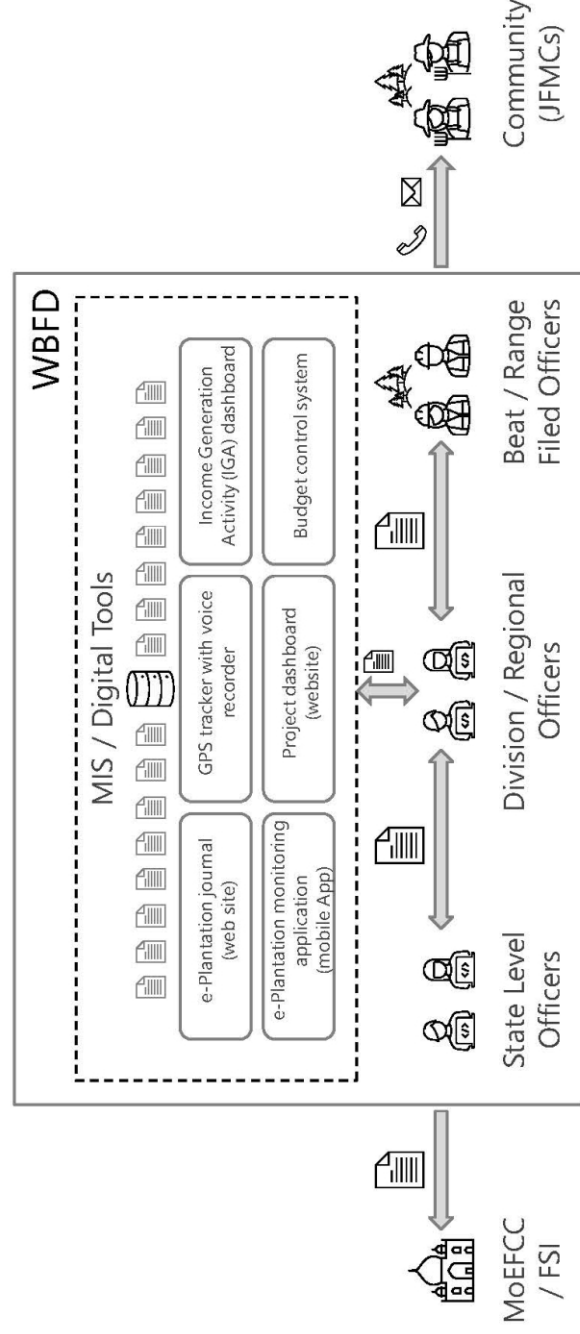 WBFD
MIS / Digital Tools
e-Plantation journal
(web site)
GPS tracker with voice
recorder
Income Generation
Activity (IGA) dashboard
e-Plantation monitoring
application
(mobile App)
Project dashboard
(website)
Budget control system
MoEFCC
/ FSI
State Level
Officers
Division / Regional
Officers
Beat / Range
Filed Officers
Community
(JFMCs)